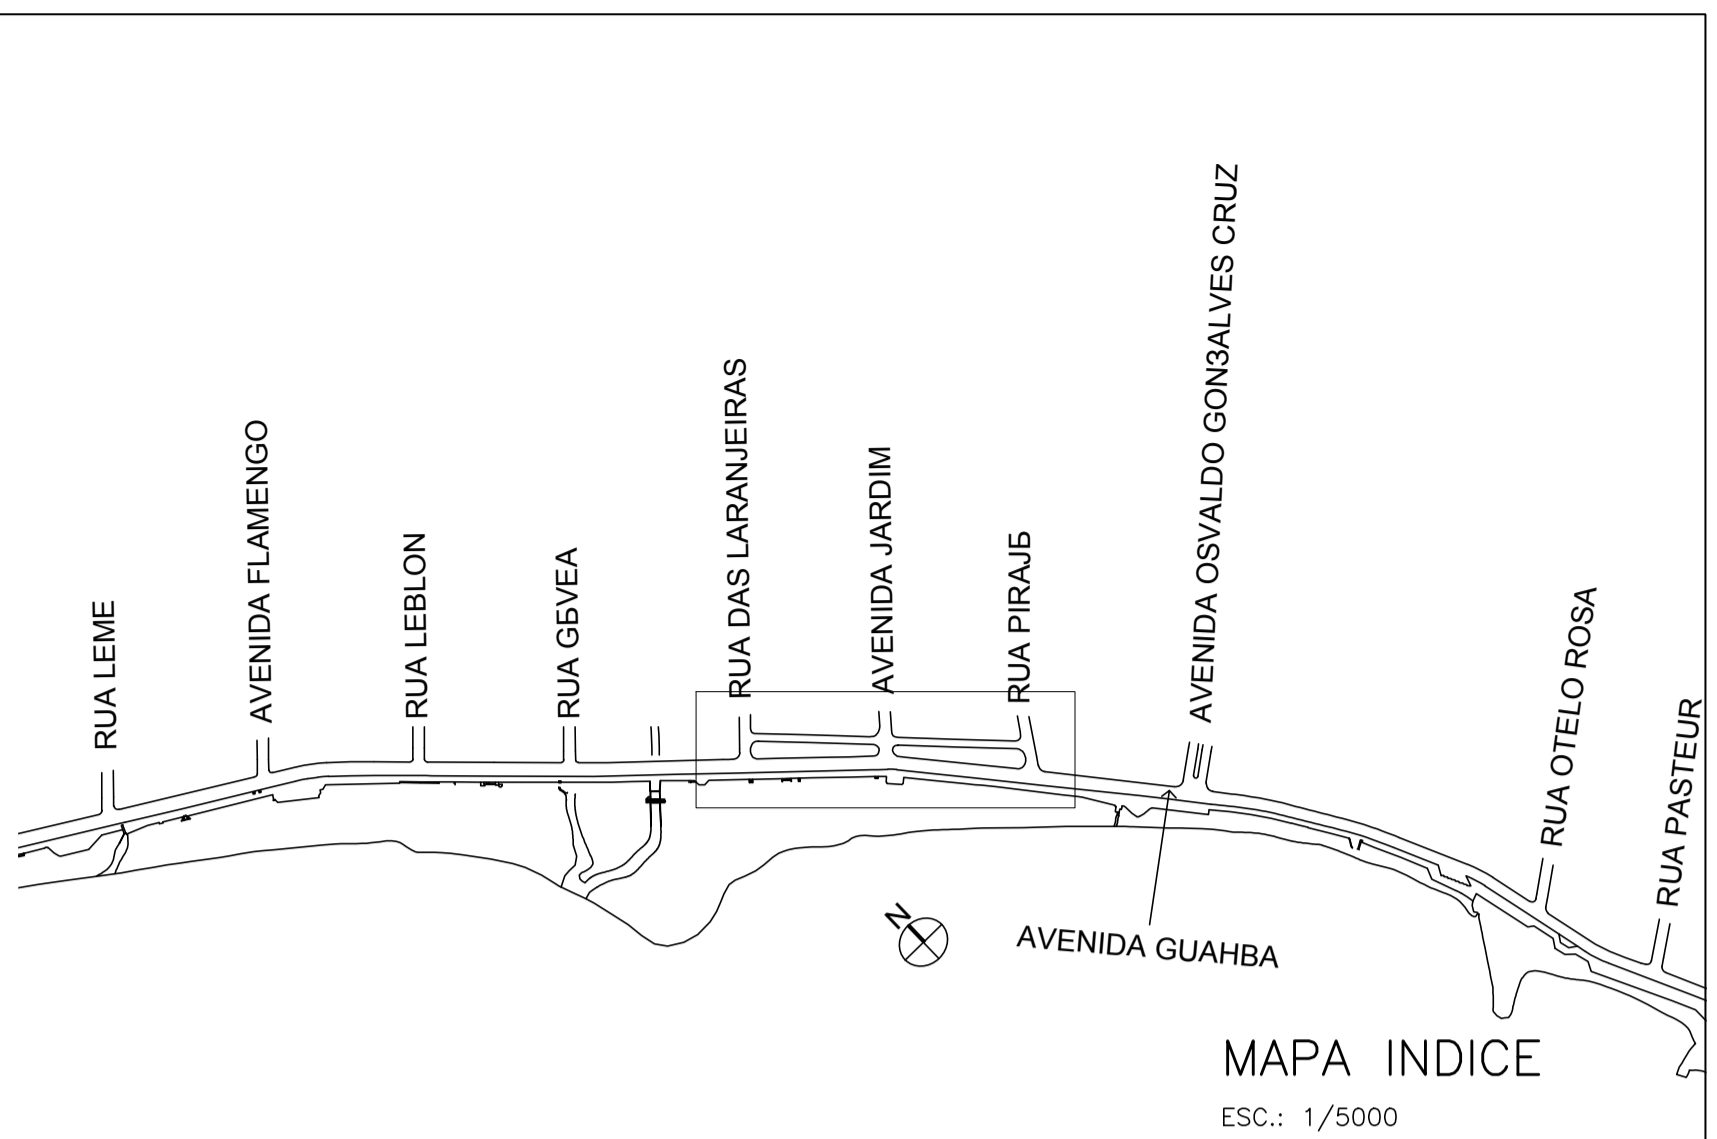 RUA LEME
AVENIDA FLAMENGO
RUA LEBLON
RUA GБVEA
RUA DAS LARANJEIRAS
AVENIDA JARDIM
RUA PIRAJБ
AVENIDA OSVALDO GONЗALVES CRUZ
RUA OTELO ROSA
RUA PASTEUR
N
AVENIDA GUAHBA
MAPA INDICE
ESC.: 1/5000